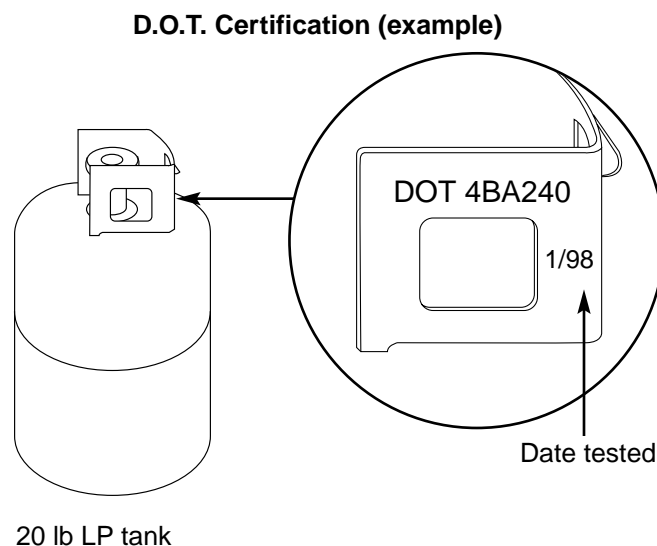 D.O.T. Certification (example)
DOT 4BA240
1/98
Date tested
20 lb LP tank